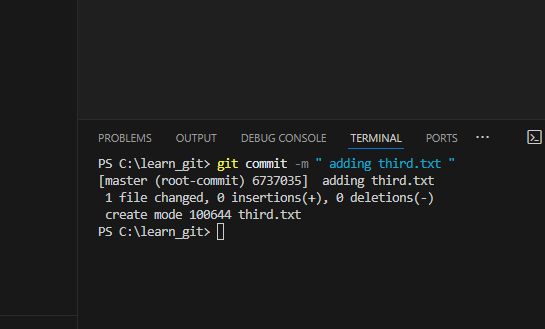 PROBLEMS OUTPUT DEBUG CONSOLE TERMINAL PORTS ...
PS C:\learn_git> git commit -m " adding third.txt "
[master (root-commit) 6737035]  adding third.txt
 1 file changed, 0 insertions(+), 0 deletions(-)
 create mode 100644 third.txt
PS C:\learn_git>